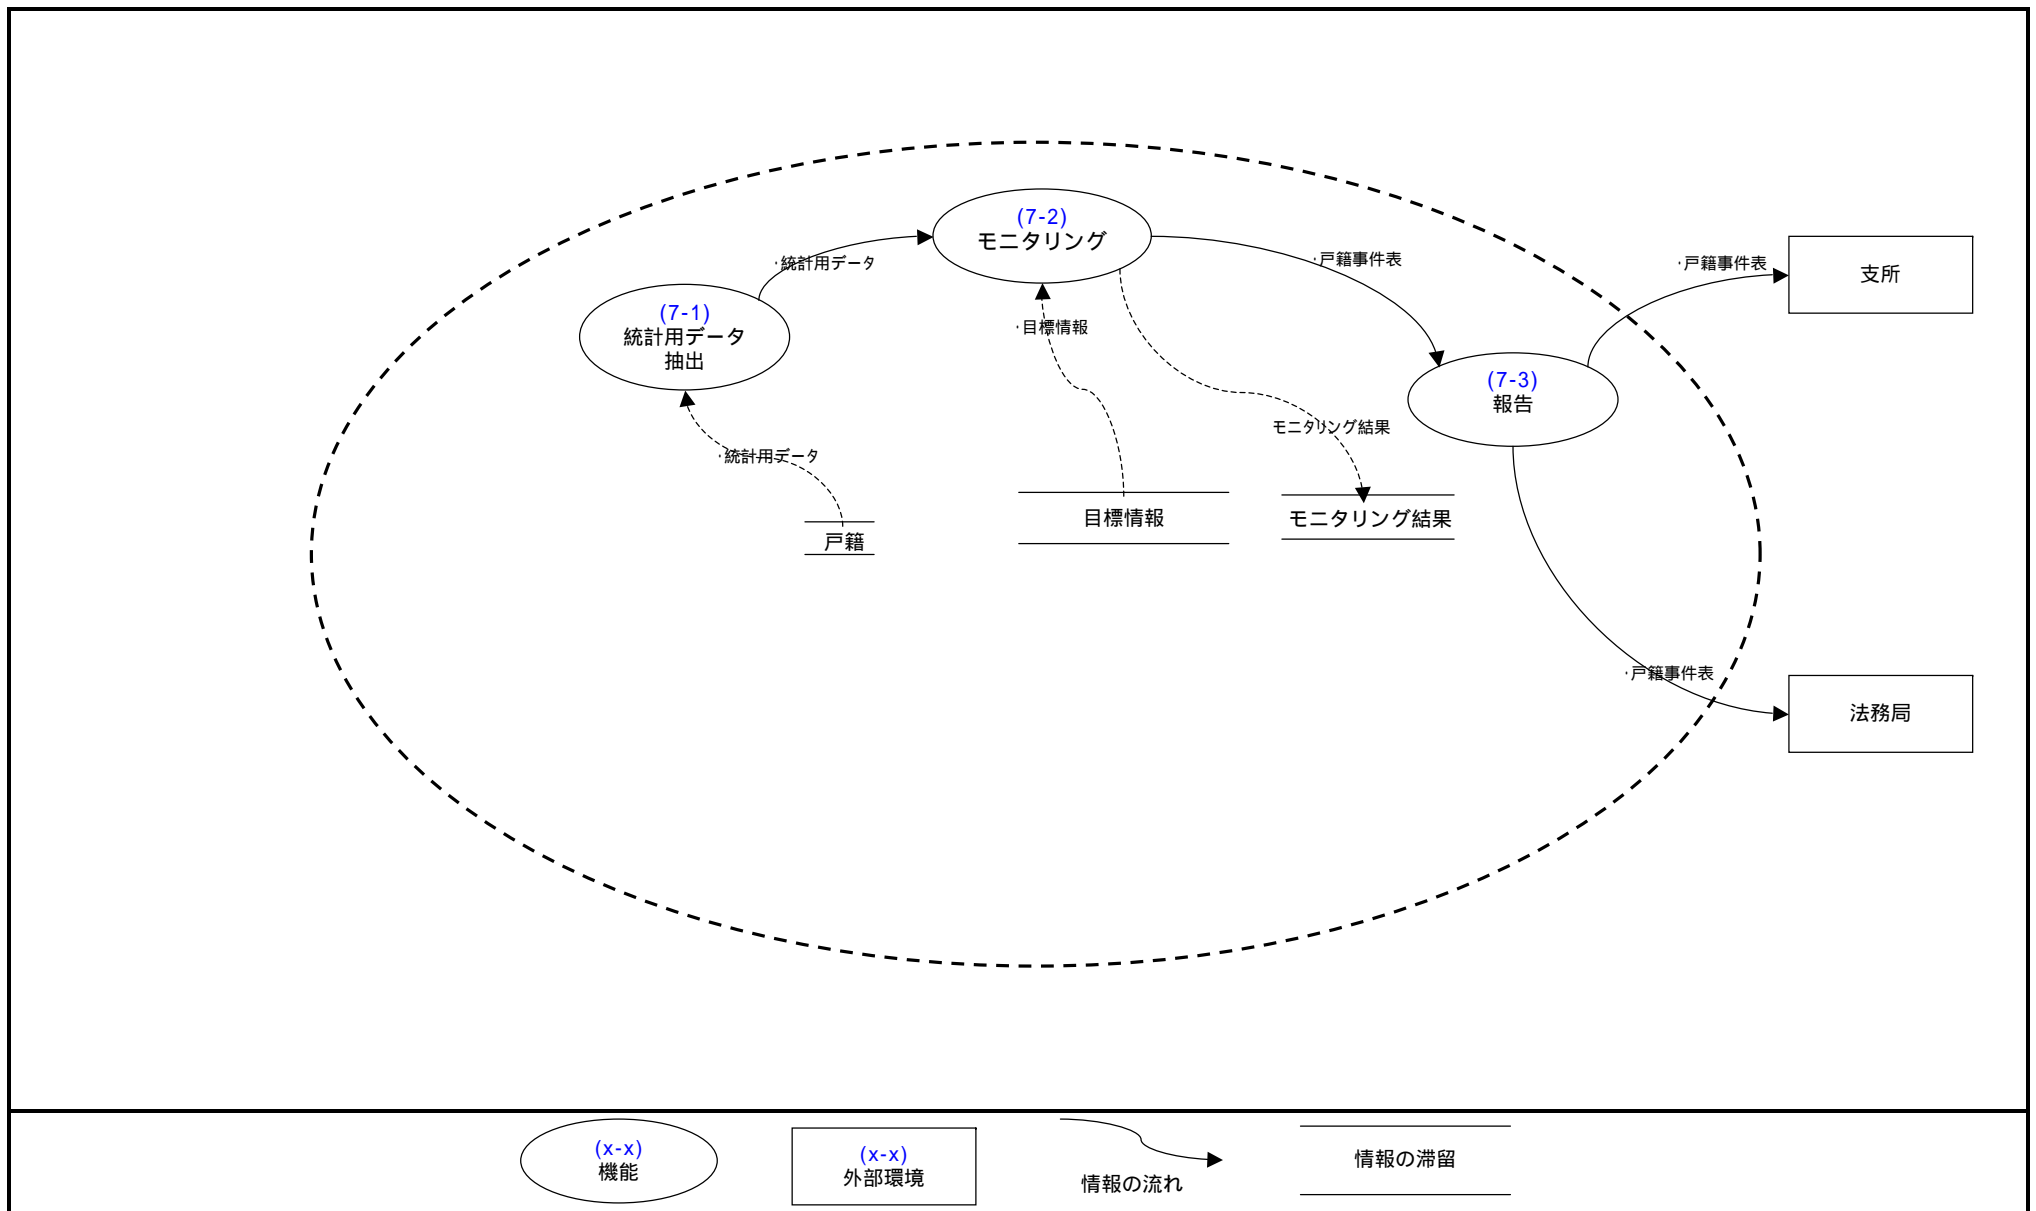 (7-2)
モニタリング
・統計用データ
・戸籍事件表
・戸籍事件表
支所
(7-1)
統計用データ
抽出
・目標情報
(7-3)
報告
モニタリング結果
・統計用データ
目標情報
モニタリング結果
戸籍
・戸籍事件表
法務局
(x-x)
機能
(x-x)
外部環境
情報の流れ
情報の滞留